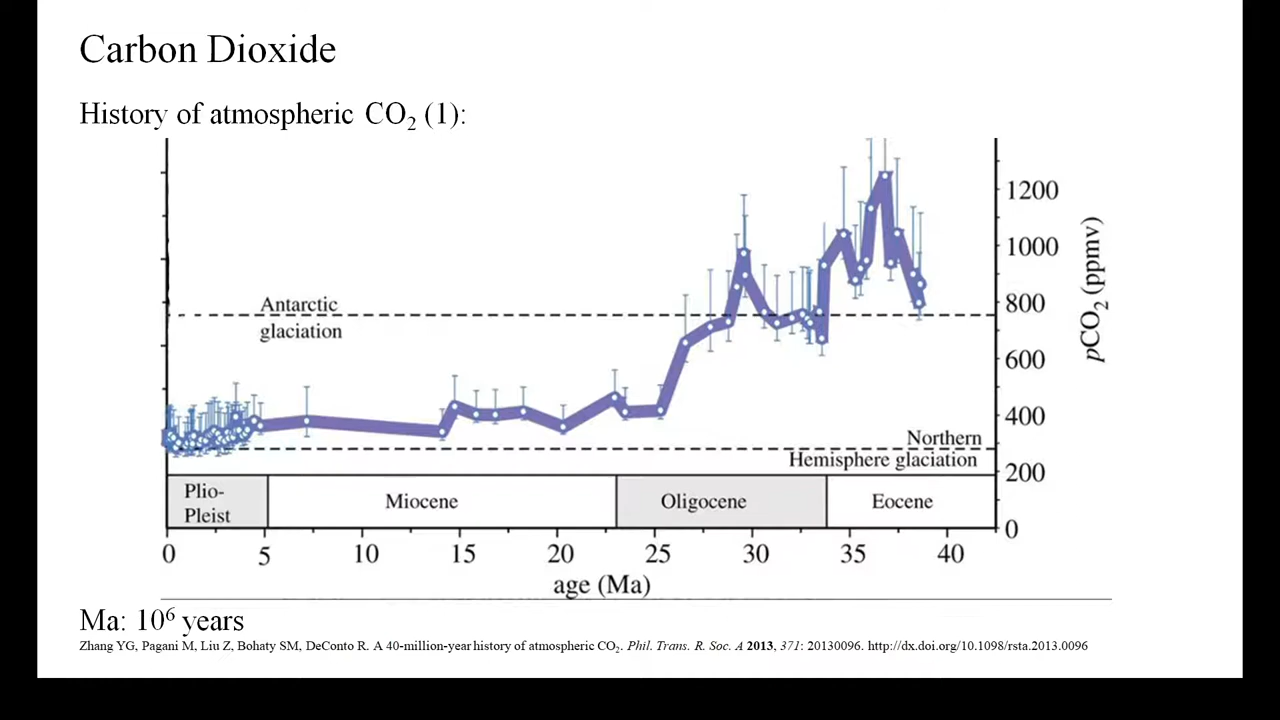 Carbon Dioxide
History of atmospheric CO₂ (1):
1200
1000
800
600
400
200
0
pCO₂ (ppmv)
Antarctic
glaciation
Northern
Hemisphere glaciation
Plio-
Pleist
Miocene
Oligocene
Eocene
0 5 10 15 20 25 30 35 40
age (Ma)
Ma: 10⁶ years
Zhang YG, Pagani M, Liu Z, Bohaty SM, DeConto R. A 40-million-year history of atmospheric CO₂. Phil. Trans. R. Soc. A 2013, 371: 20130096. http://dx.doi.org/10.1098/rsta.2013.0096